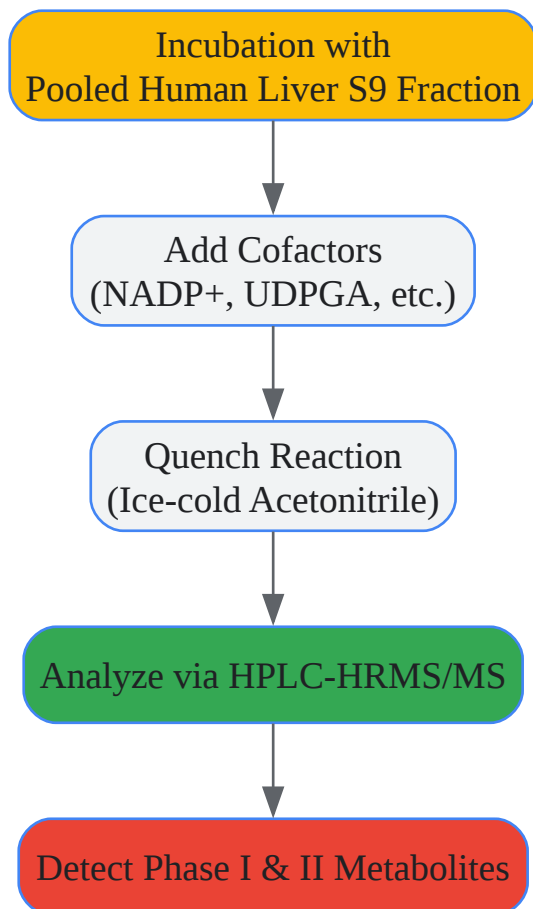 Incubation with
Pooled Human Liver S9 Fraction
Add Cofactors
(NADP+, UDPGA, etc.)
Quench Reaction
(Ice-cold Acetonitrile)
Analyze via HPLC-HRMS/MS
Detect Phase I & II Metabolites